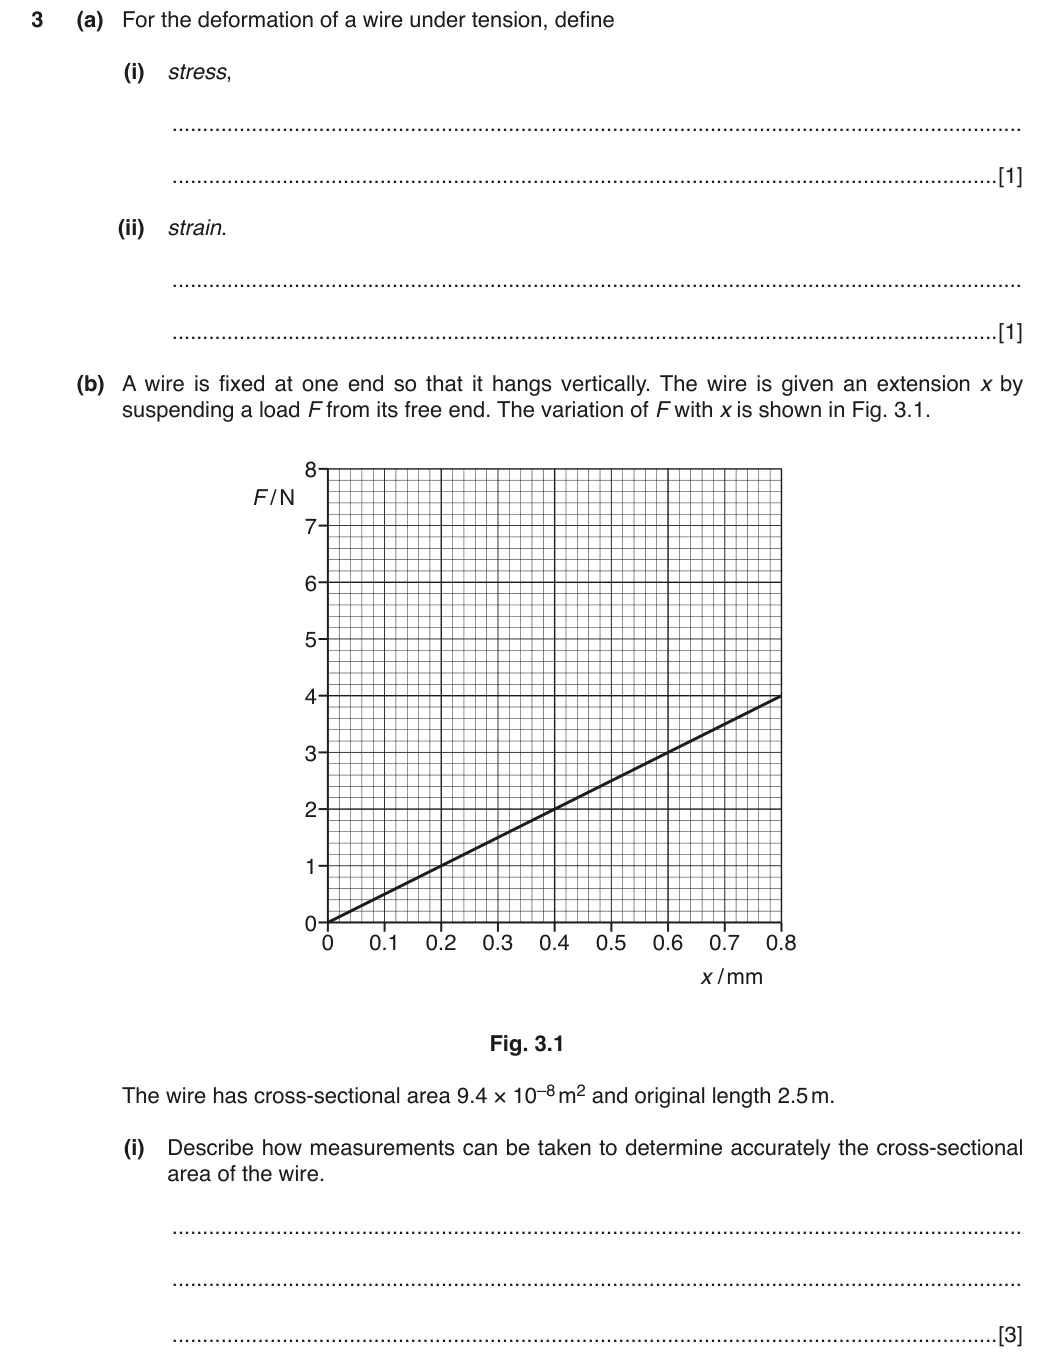 3 (a) For the deformation of a wire under tension, define
(i) stress,
..........................................................................................................................................
......................................................................................................................................[1]
(ii) strain.
..........................................................................................................................................
......................................................................................................................................[1]
(b) A wire is fixed at one end so that it hangs vertically. The wire is given an extension x by
suspending a load F from its free end. The variation of F with x is shown in Fig. 3.1.
8
F / N
7
6
5
4
3
2
1
0
0 0.1 0.2 0.3 0.4 0.5 0.6 0.7 0.8
x / mm
Fig. 3.1
The wire has cross-sectional area 9.4 × 10⁻⁸ m² and original length 2.5 m.
(i) Describe how measurements can be taken to determine accurately the cross-sectional
area of the wire.
..........................................................................................................................................
..........................................................................................................................................
......................................................................................................................................[3]